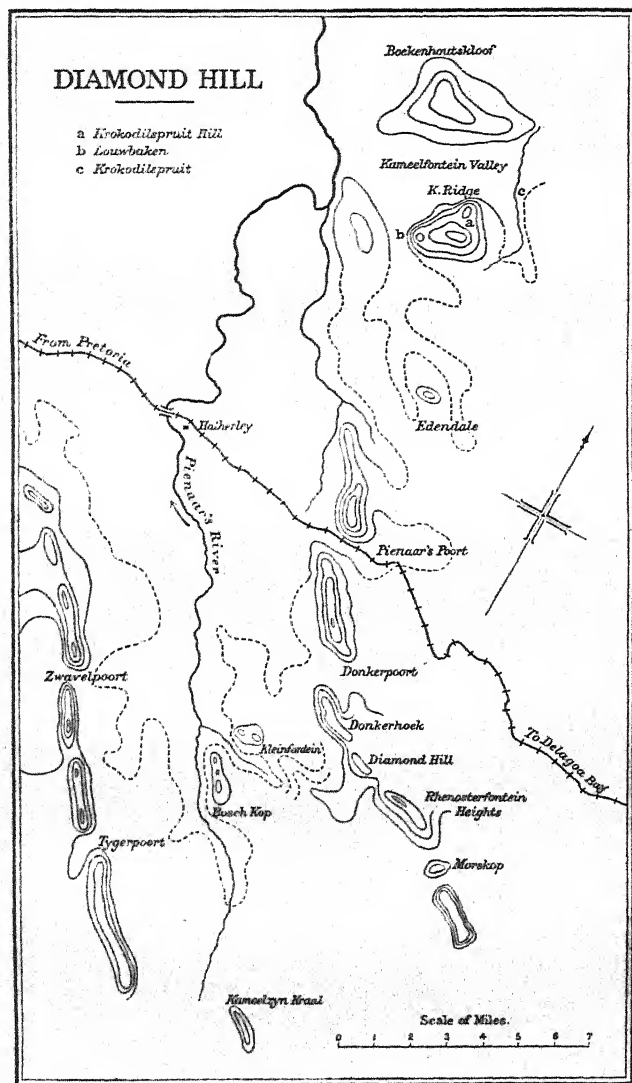 DIAMOND HILL
a Krokodilspruit Hill
b Louwbaken
c Krokodilspruit
Boekenhoutskloof
Kameelfontein Valley
c
K. Ridge
a
b
From Pretoria
Hatherley
Edendale
Pienaar's River
Pienaar's Poort
Zwavelpoort
Donkerpoort
Donkerhoek
Kleinfontein
Diamond Hill
To Delagoa Bay
Bosch Kop
Rhenosterfontein
Heights
Tygerpoort
Morskop
Kameelzyn Kraal
Scale of Miles.
0 1 2 3 4 5 6 7